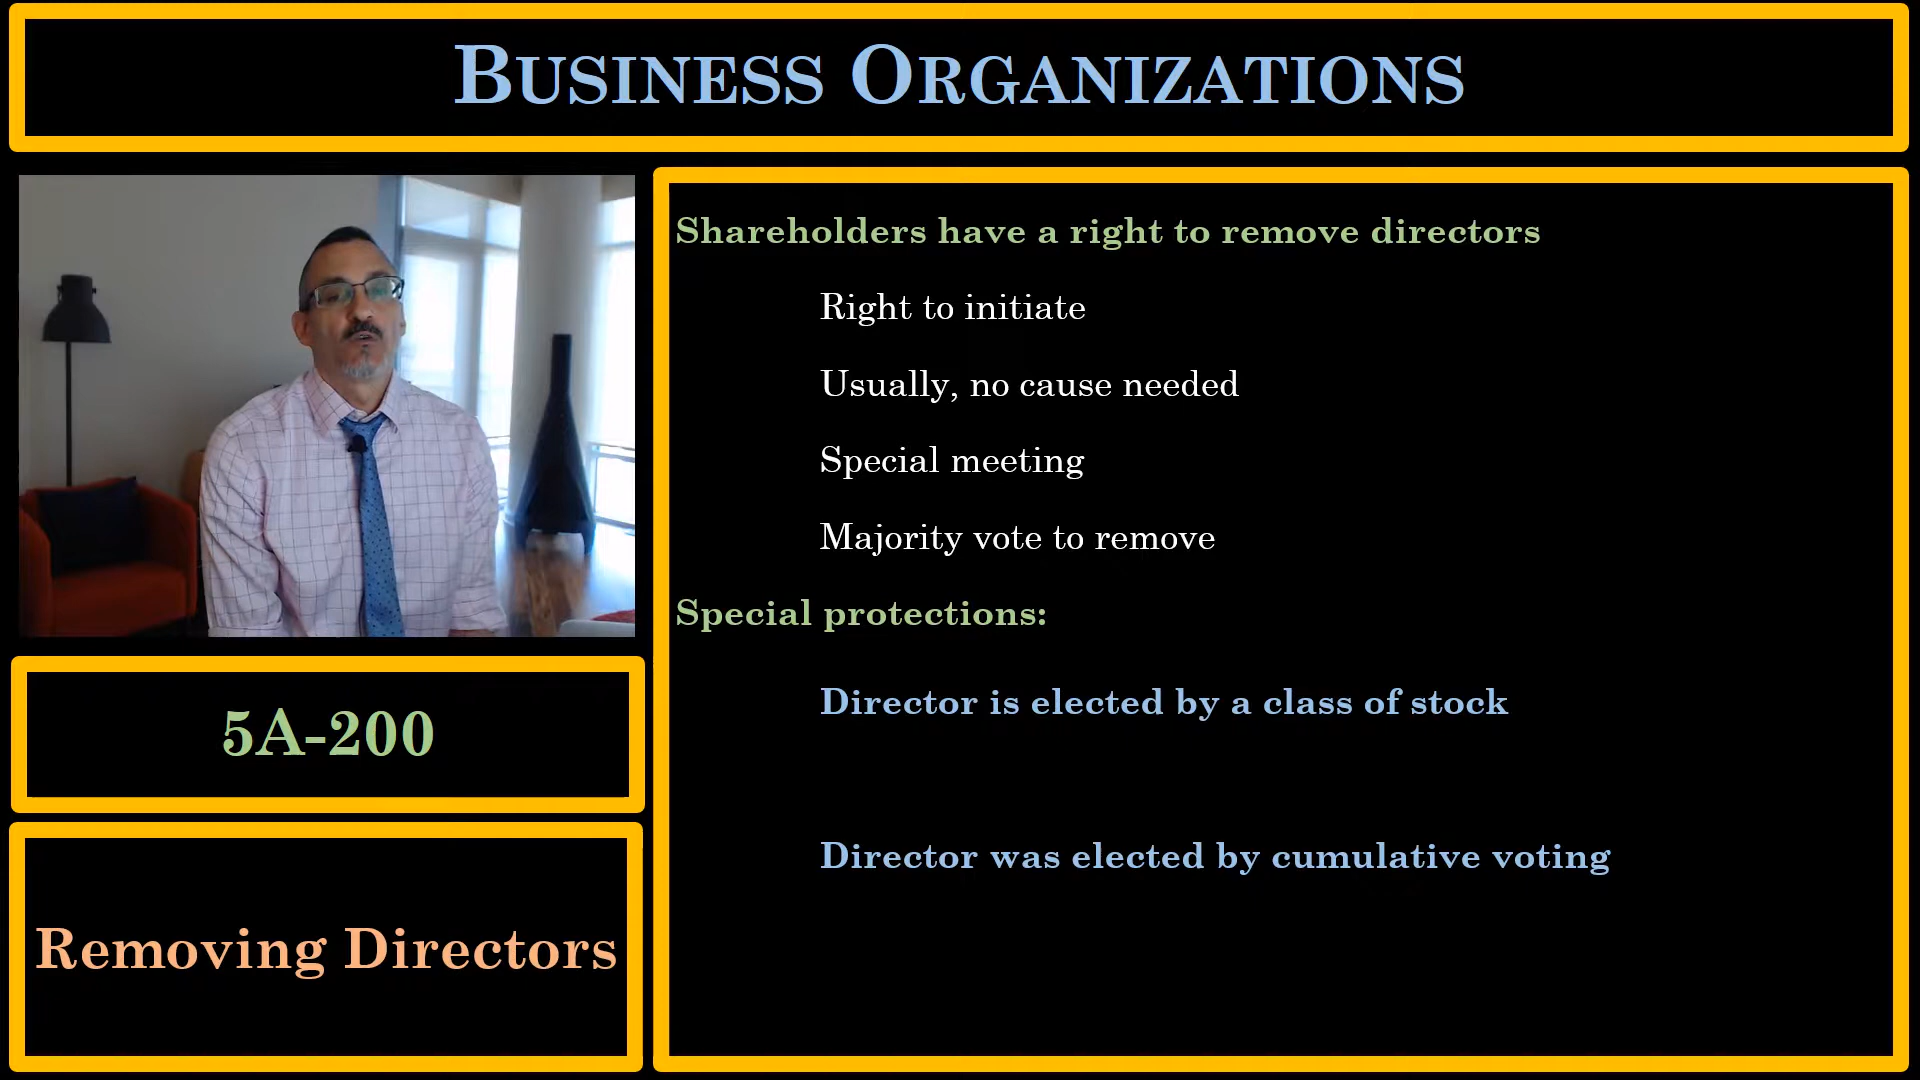 BUSINESS ORGANIZATIONS
Shareholders have a right to remove directors
Right to initiate
Usually, no cause needed
Special meeting
Majority vote to remove
Special protections:
Director is elected by a class of stock
Director was elected by cumulative voting
5A-200
Removing Directors